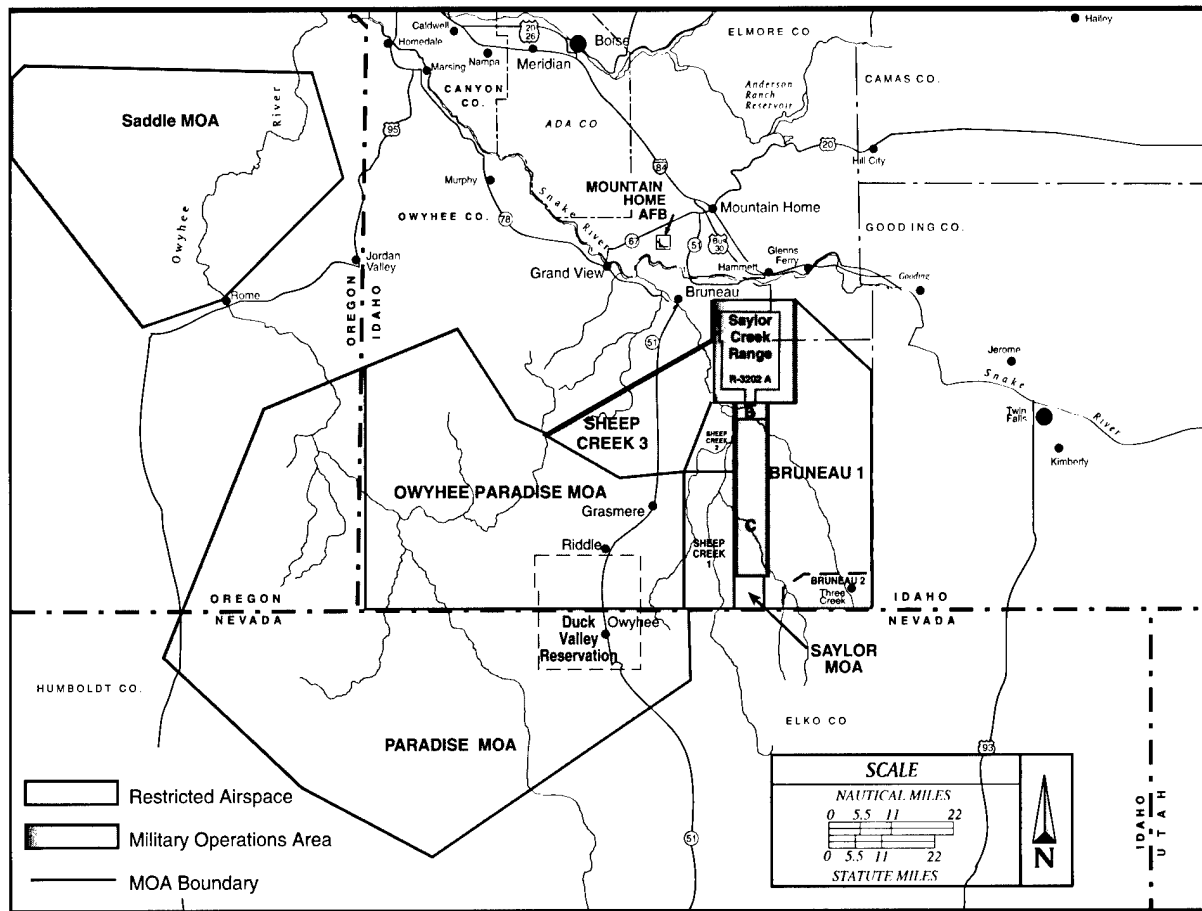 Hailey
Caldwell
20
26
Boise
ELMORE CO
Homedale
Nampa
Meridian
Marsing
CAMAS CO.
Anderson
Ranch
Reservoir
CANYON
CO.
ADA CO
Saddle MOA
River
95
20
Hill City
84
Murphy
MOUNTAIN
HOME
AFB
Snake River
Mountain Home
OWYHEE CO.
78
GOODING CO.
Owyhee
67
51
Bus
30
Glenns
Ferry
Hammett
Jordan
Valley
Grand View
Gooding
Rome
Bruneau
OREGON
IDAHO
51
Saylor
Creek
Range
R-3202 A
Jerome
Snake
River
Twin
Falls
Kimberly
B
SHEEP
CREEK 3
SHEEP
CREEK
2
BRUNEAU 1
OWYHEE PARADISE MOA
Grasmere
C
Riddle
SHEEP
CREEK
1
BRUNEAU 2
Three
Creek
OREGON
NEVADA
IDAHO
NEVADA
Duck
Valley
Reservation
Owyhee
SAYLOR
MOA
HUMBOLDT CO.
ELKO CO
PARADISE MOA
93
51
IDAHO
UTAH
Restricted Airspace
Military Operations Area
MOA Boundary
SCALE
NAUTICAL MILES
0 5.5 11 22
0 5.5 11 22
STATUTE MILES
N